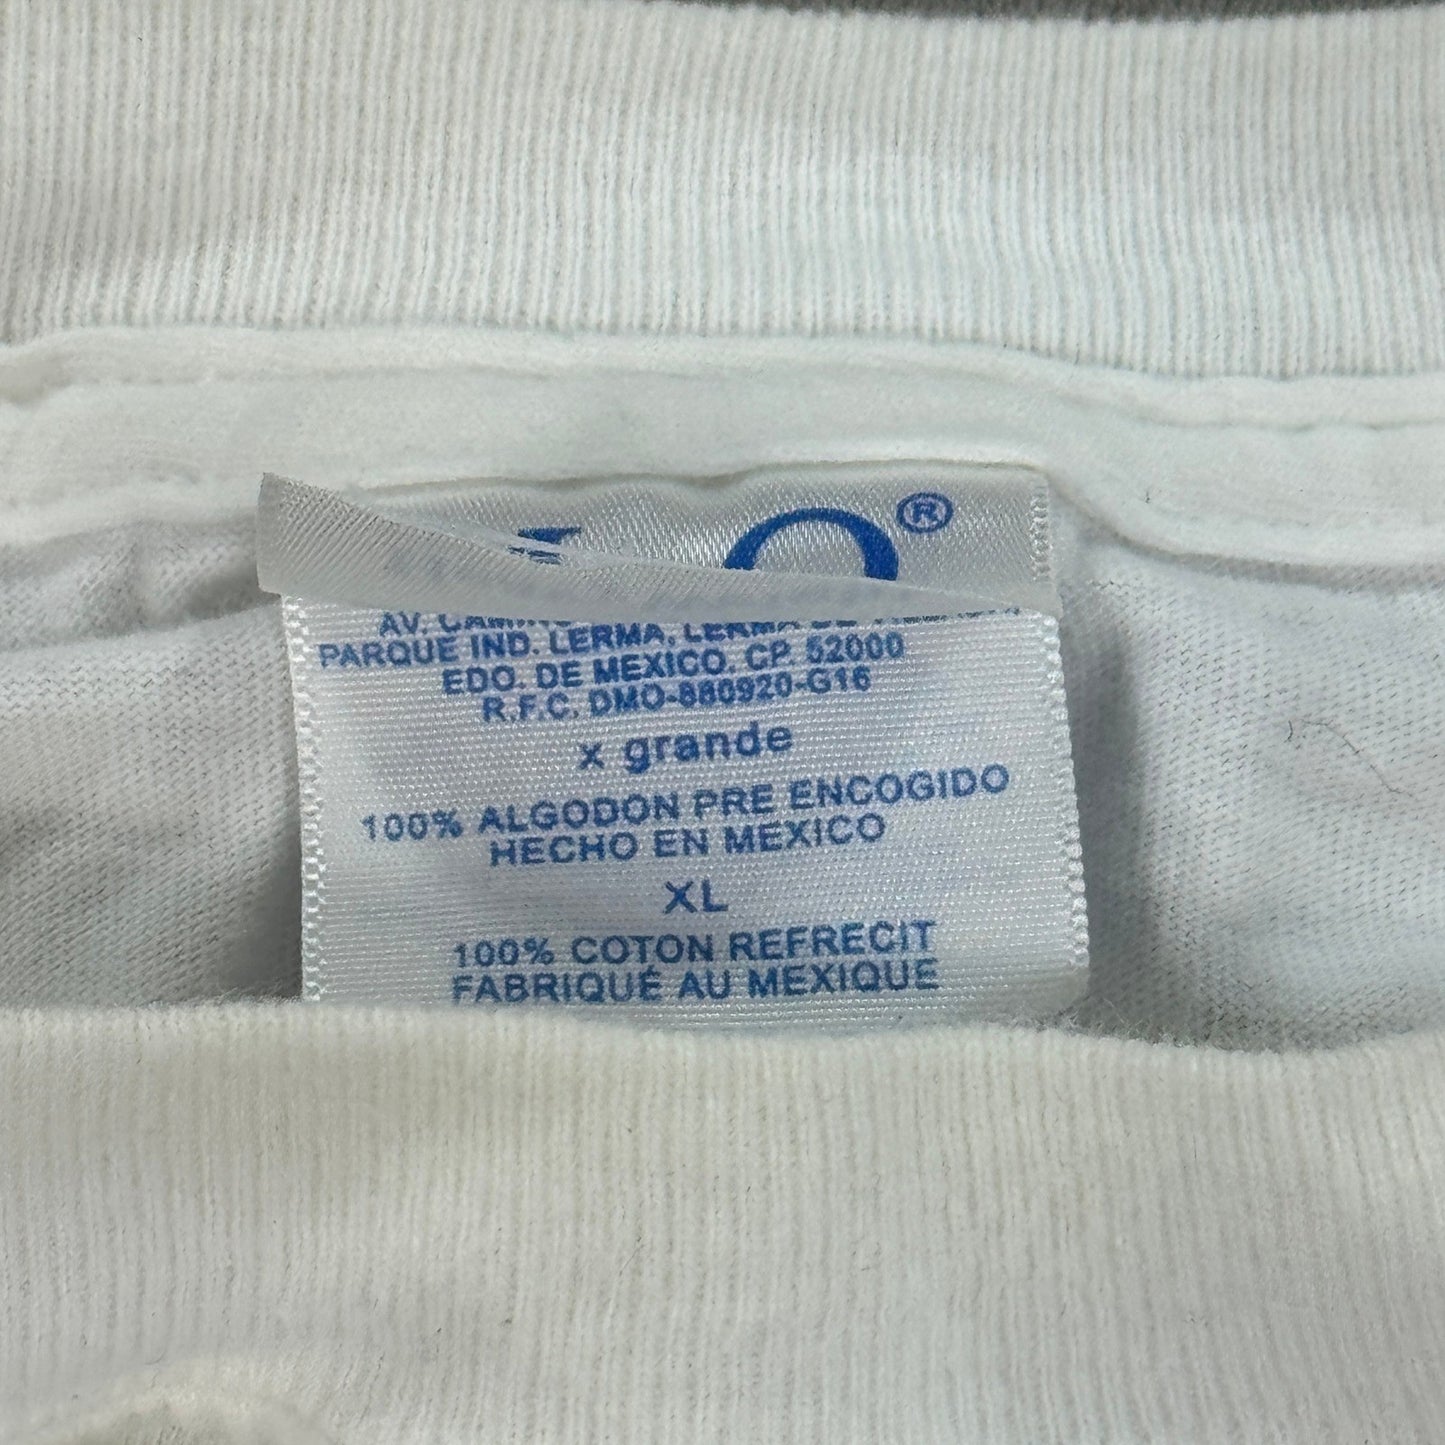 ®
AV.
PARQUE IND. LERMA, LERMA DE
EDO. DE MEXICO. CP. 52000
R.F.C. DMO-880920-G16
x grande
100% ALGODON PRE ENCOGIDO
HECHO EN MEXICO
XL
100% COTON REFRECIT
FABRIQUÉ AU MEXIQUE